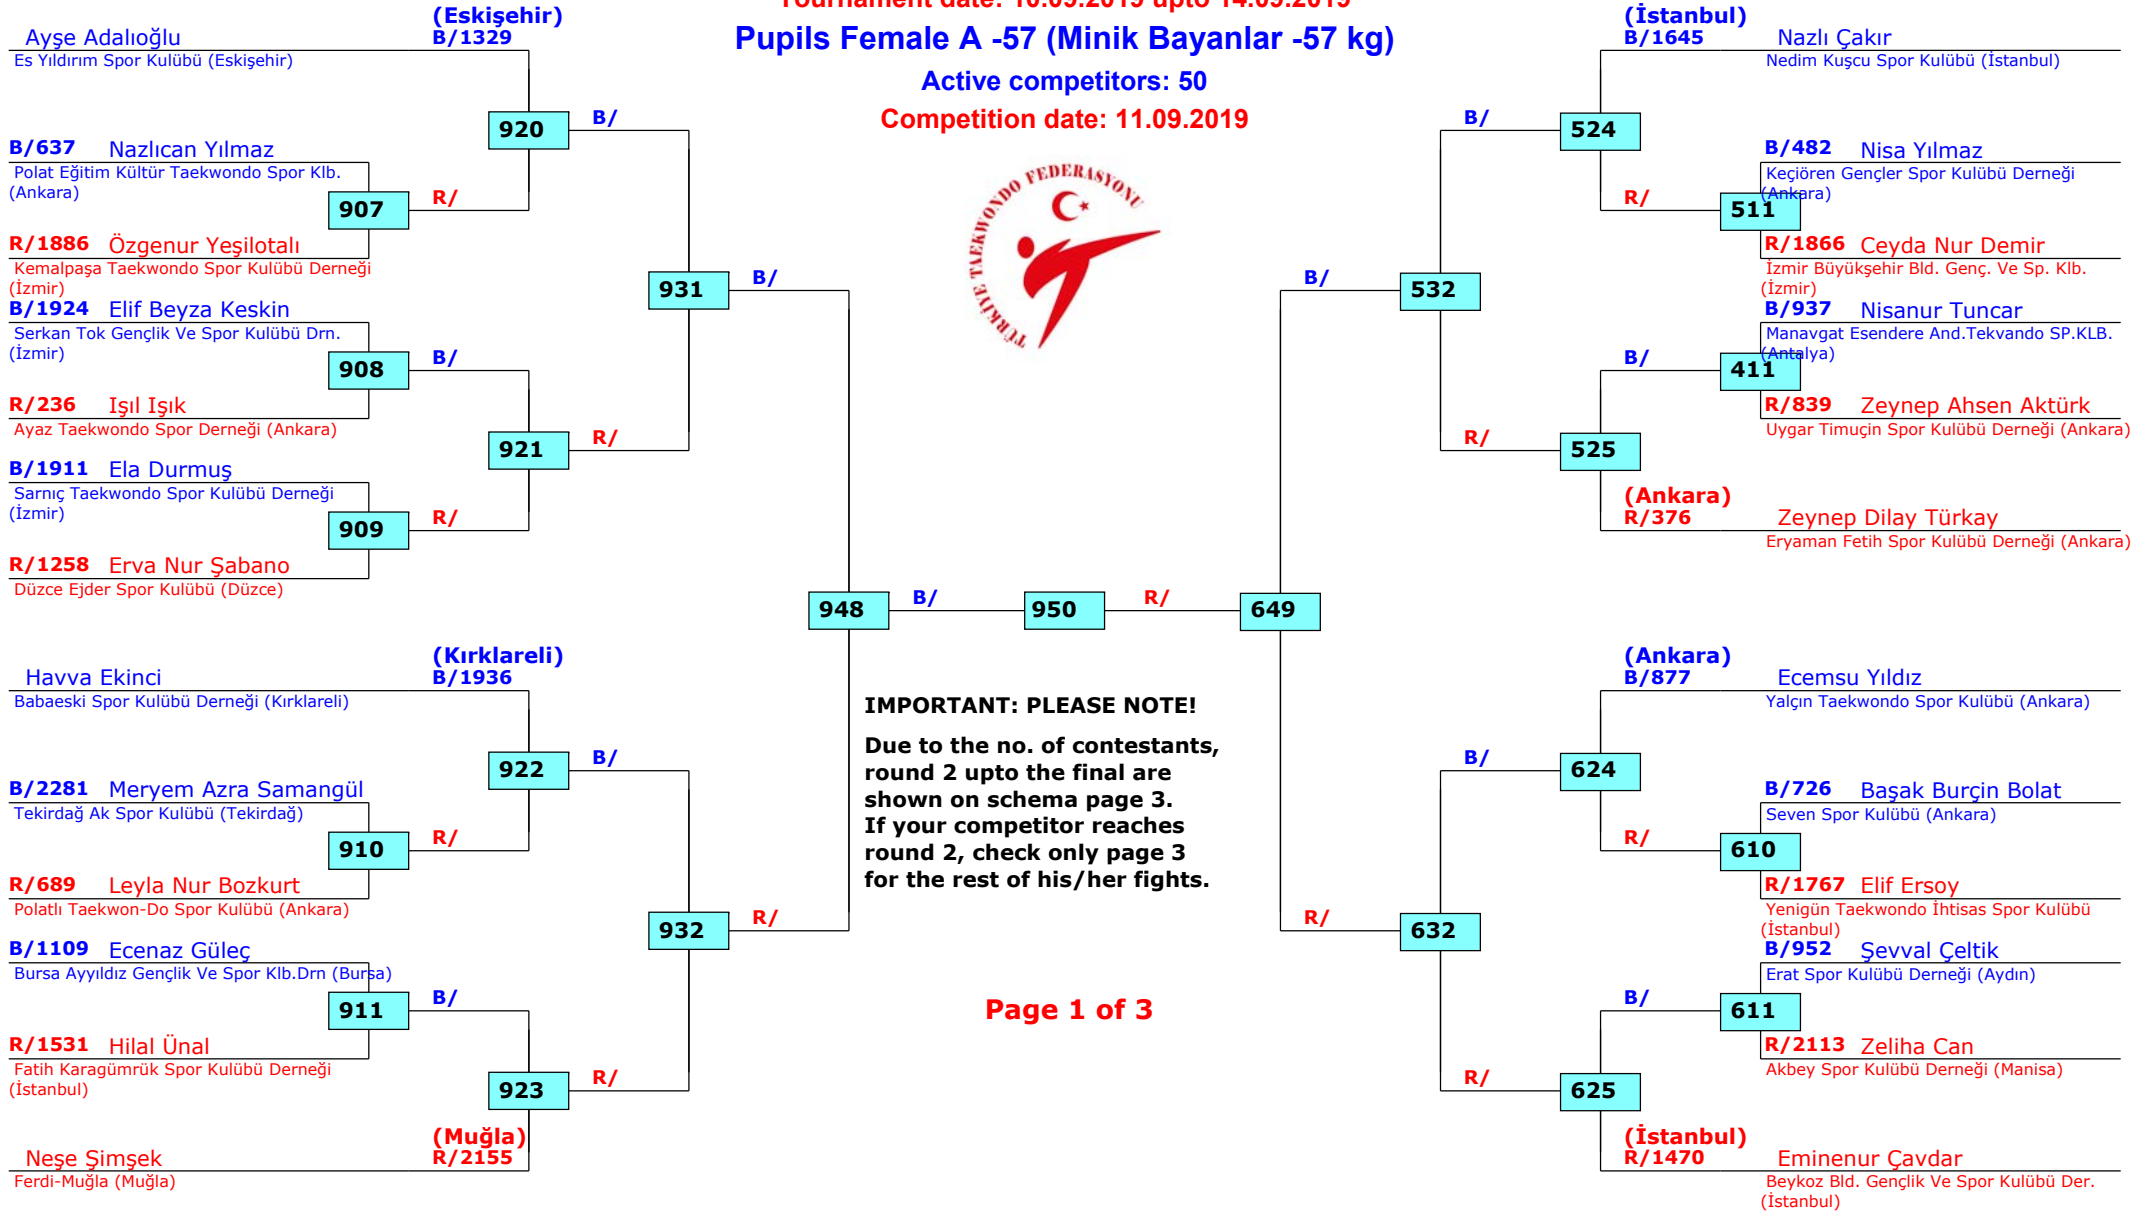 Tournament date: 10.09.2019 upto 14.09.2019
Pupils Female A -57 (Minik Bayanlar -57 kg)
Active competitors: 50
Competition date: 11.09.2019
TÜRKİYE TAEKWONDO FEDERASYONU
(Eskişehir)
Ayşe Adalıoğlu B/1329
Es Yıldırım Spor Kulübü (Eskişehir)
920
B/
B/637 Nazlıcan Yılmaz
Polat Eğitim Kültür Taekwondo Spor Klb.
(Ankara)
907
R/
R/1886 Özgenur Yeşilotalı
Kemalpaşa Taekwondo Spor Kulübü Derneği
(İzmir)
931
B/
B/1924 Elif Beyza Keskin
Serkan Tok Gençlik Ve Spor Kulübü Drn.
(İzmir)
908
B/
R/236 Işıl Işık
Ayaz Taekwondo Spor Derneği (Ankara)
921
R/
B/1911 Ela Durmuş
Sarnıç Taekwondo Spor Kulübü Derneği
(İzmir)
909
R/
R/1258 Erva Nur Şabano
Düzce Ejder Spor Kulübü (Düzce)
948
B/
950
R/
649
(Kırklareli)
Havva Ekinci B/1936
Babaeski Spor Kulübü Derneği (Kırklareli)
922
B/
B/2281 Meryem Azra Samangül
Tekirdağ Ak Spor Kulübü (Tekirdağ)
910
R/
R/689 Leyla Nur Bozkurt
Polatlı Taekwon-Do Spor Kulübü (Ankara)
932
R/
B/1109 Ecenaz Güleç
Bursa Ayyıldız Gençlik Ve Spor Klb.Drn (Bursa)
911
B/
R/1531 Hilal Ünal
Fatih Karagümrük Spor Kulübü Derneği
(İstanbul)
923
R/
(Muğla)
Neşe Şimşek R/2155
Ferdi-Muğla (Muğla)
IMPORTANT: PLEASE NOTE!
Due to the no. of contestants,
round 2 upto the final are
shown on schema page 3.
If your competitor reaches
round 2, check only page 3
for the rest of his/her fights.
Page 1 of 3
(İstanbul)
B/1645 Nazlı Çakır
Nedim Kuşcu Spor Kulübü (İstanbul)
B/
524
B/482 Nisa Yılmaz
Keçiören Gençler Spor Kulübü Derneği
(Ankara)
R/
511
R/1866 Ceyda Nur Demir
İzmir Büyükşehir Bld. Genç. Ve Sp. Klb.
(İzmir)
B/
532
B/937 Nisanur Tuncar
Manavgat Esendere And.Tekvando SP.KLB.
(Antalya)
B/
411
R/839 Zeynep Ahsen Aktürk
Uygar Timuçin Spor Kulübü Derneği (Ankara)
R/
525
(Ankara)
R/376 Zeynep Dilay Türkay
Eryaman Fetih Spor Kulübü Derneği (Ankara)
(Ankara)
B/877 Ecemsu Yıldız
Yalçın Taekwondo Spor Kulübü (Ankara)
B/
624
B/726 Başak Burçin Bolat
Seven Spor Kulübü (Ankara)
R/
610
R/1767 Elif Ersoy
Yenigün Taekwondo İhtisas Spor Kulübü
(İstanbul)
R/
632
B/952 Şevval Çeltik
Erat Spor Kulübü Derneği (Aydın)
B/
611
R/2113 Zeliha Can
Akbey Spor Kulübü Derneği (Manisa)
R/
625
(İstanbul)
R/1470 Eminenur Çavdar
Beykoz Bld. Gençlik Ve Spor Kulübü Der.
(İstanbul)